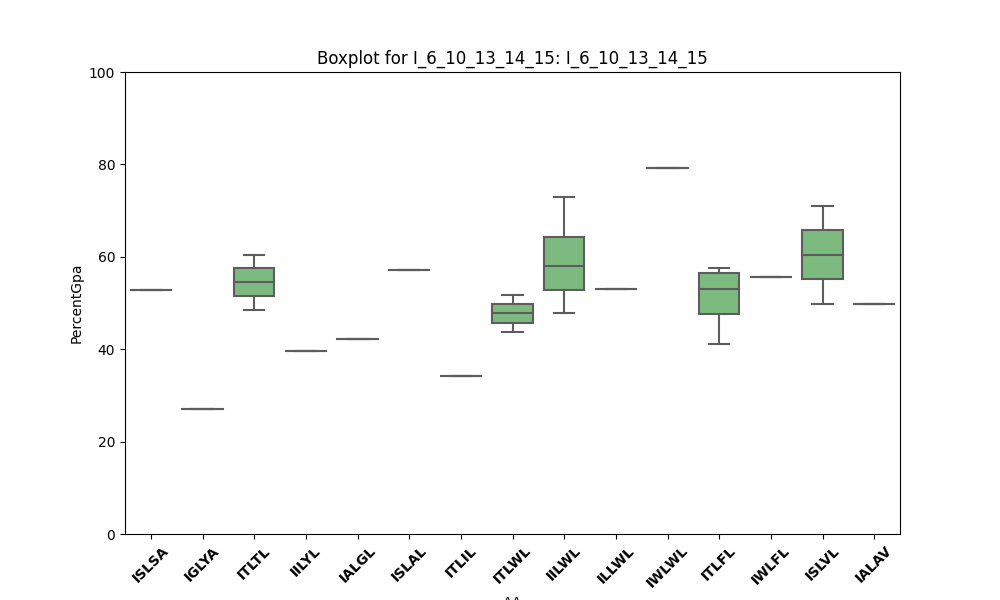 Boxplot for I_6_10_13_14_15: I_6_10_13_14_15
100
80
60
40
20
0
PercentGpa
ISLSA IGLYA ITLTL IILYL IALGL ISLAL ITLIL ITLWL IILWL ILLWL IWLWL ITLFL IWLFL ISLVL IALAV